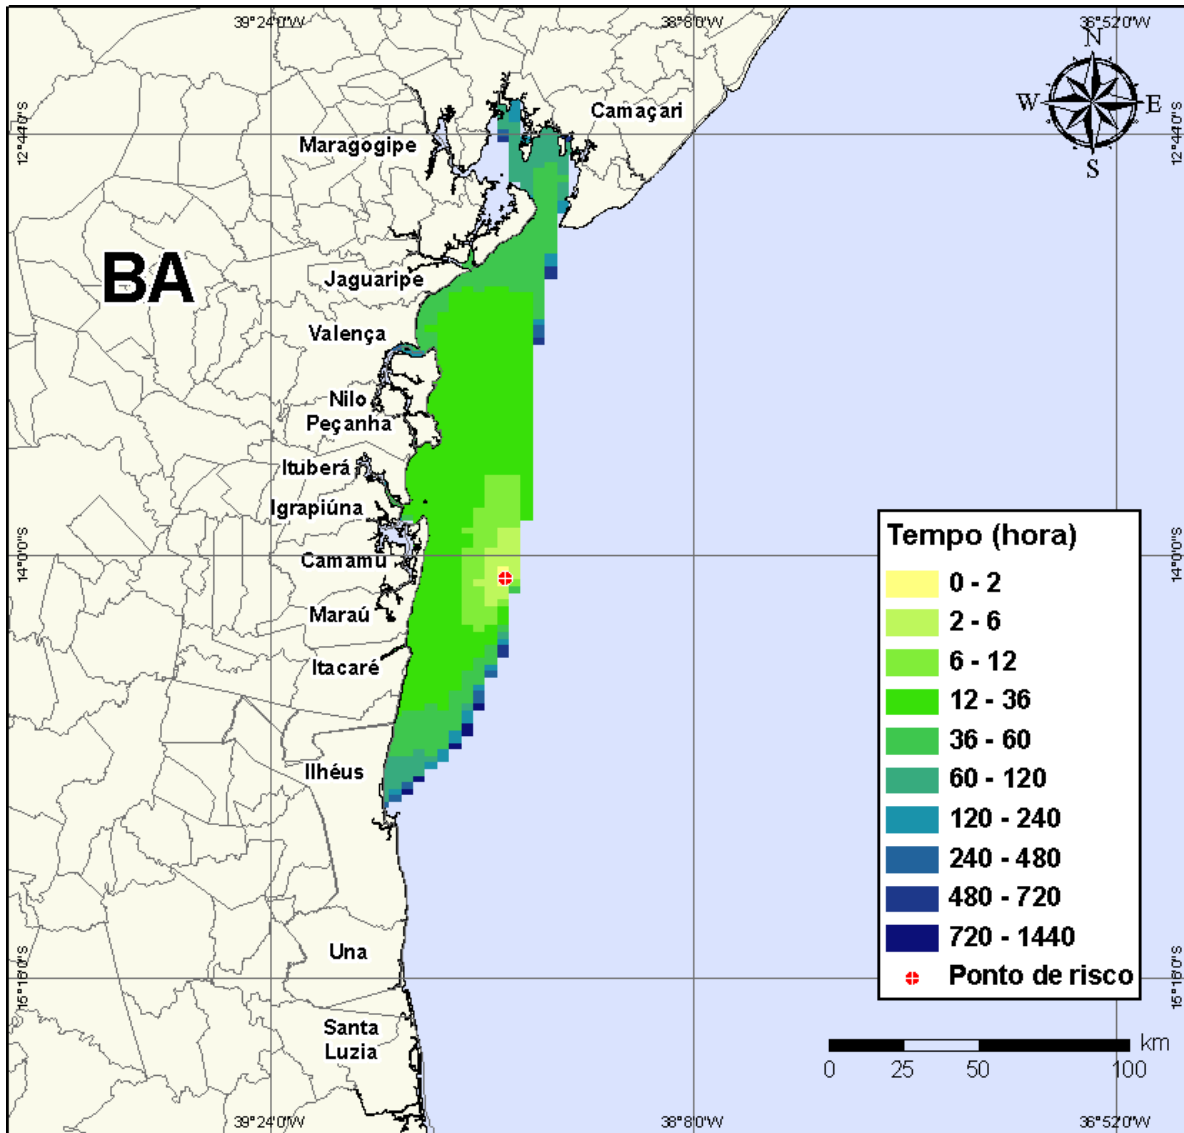 39°24'0"W
38°8'0"W
36°52'0"W
N
W
E
S
12°44'0"S
12°44'0"S
Camaçari
Maragogipe
BA
Jaguaripe
Valença
Nilo
Peçanha
Ituberá
Igrapiúna
Camamu
Maraú
Itacaré
Ilhéus
Una
Santa
Luzia
14°0'0"S
14°0'0"S
Tempo (hora)
0 - 2
2 - 6
6 - 12
12 - 36
36 - 60
60 - 120
120 - 240
240 - 480
480 - 720
720 - 1440
Ponto de risco
15°16'0"S
15°16'0"S
km
0 25 50 100
39°24'0"W
38°8'0"W
36°52'0"W